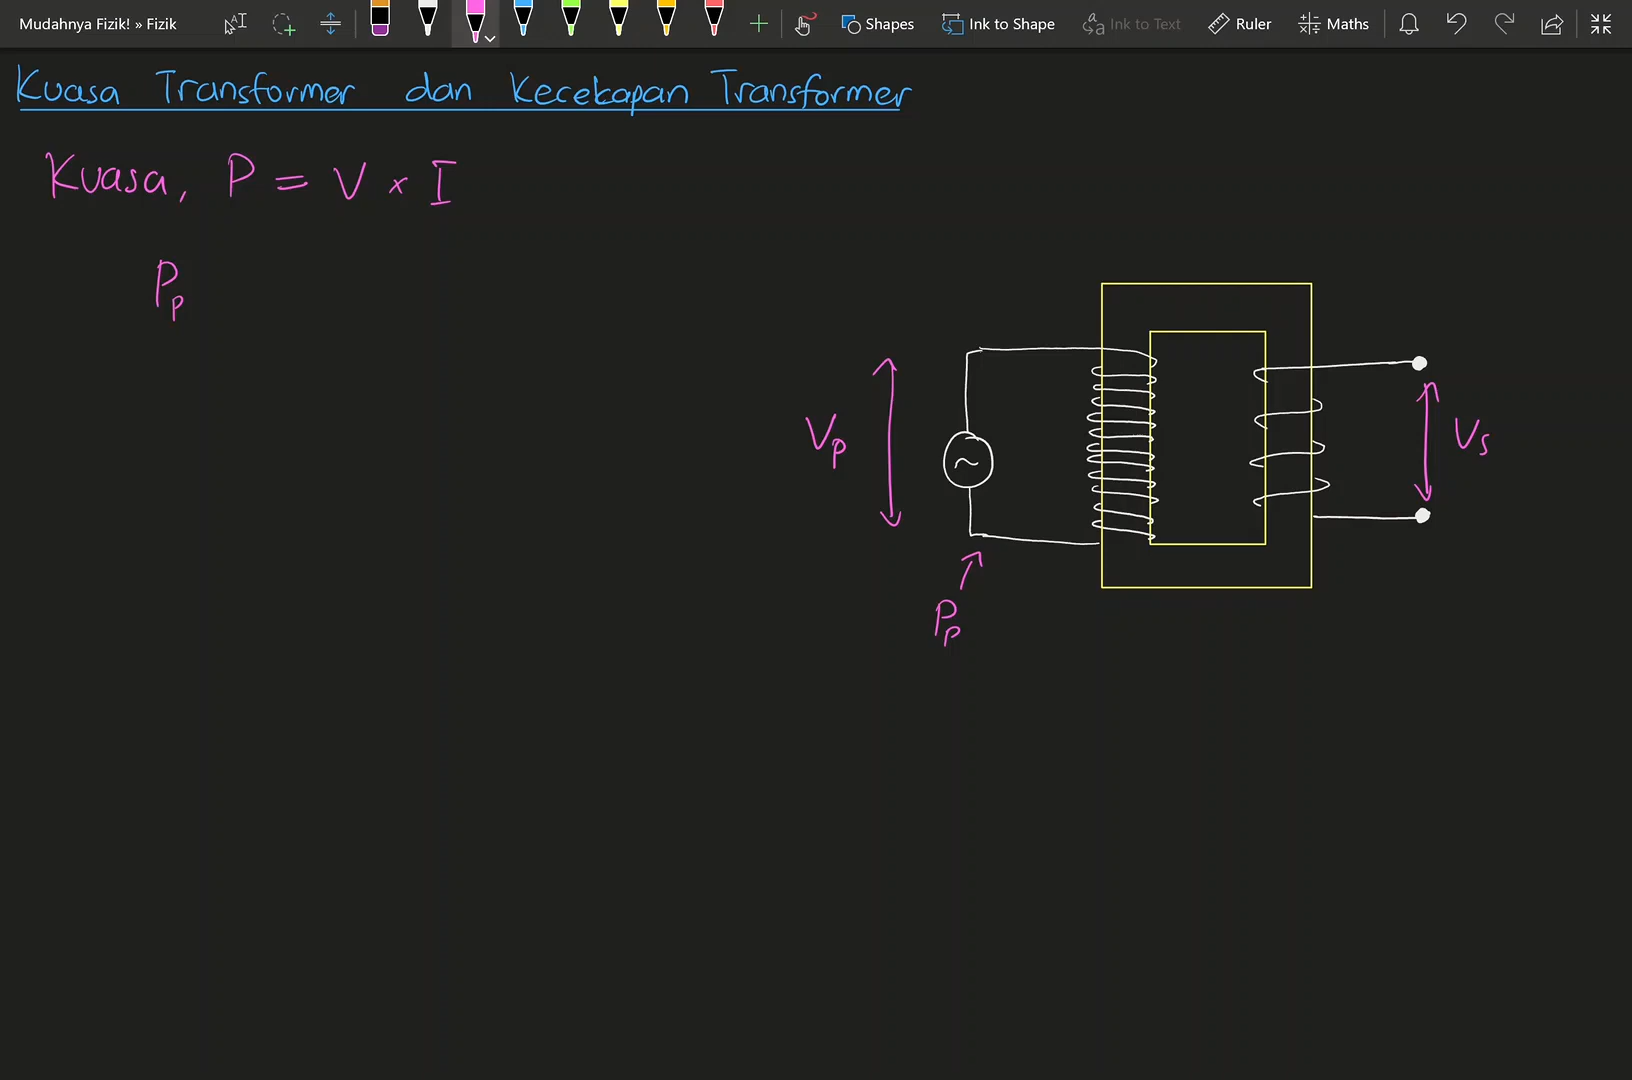 Mudahnya Fizik! » Fizik
Shapes
Ink to Shape
Ink to Text
Ruler
Maths
Kuasa Transformer dan Kecekapan Transformer
Kuasa, P = V × I
Pp
Vp
Vs
Pp